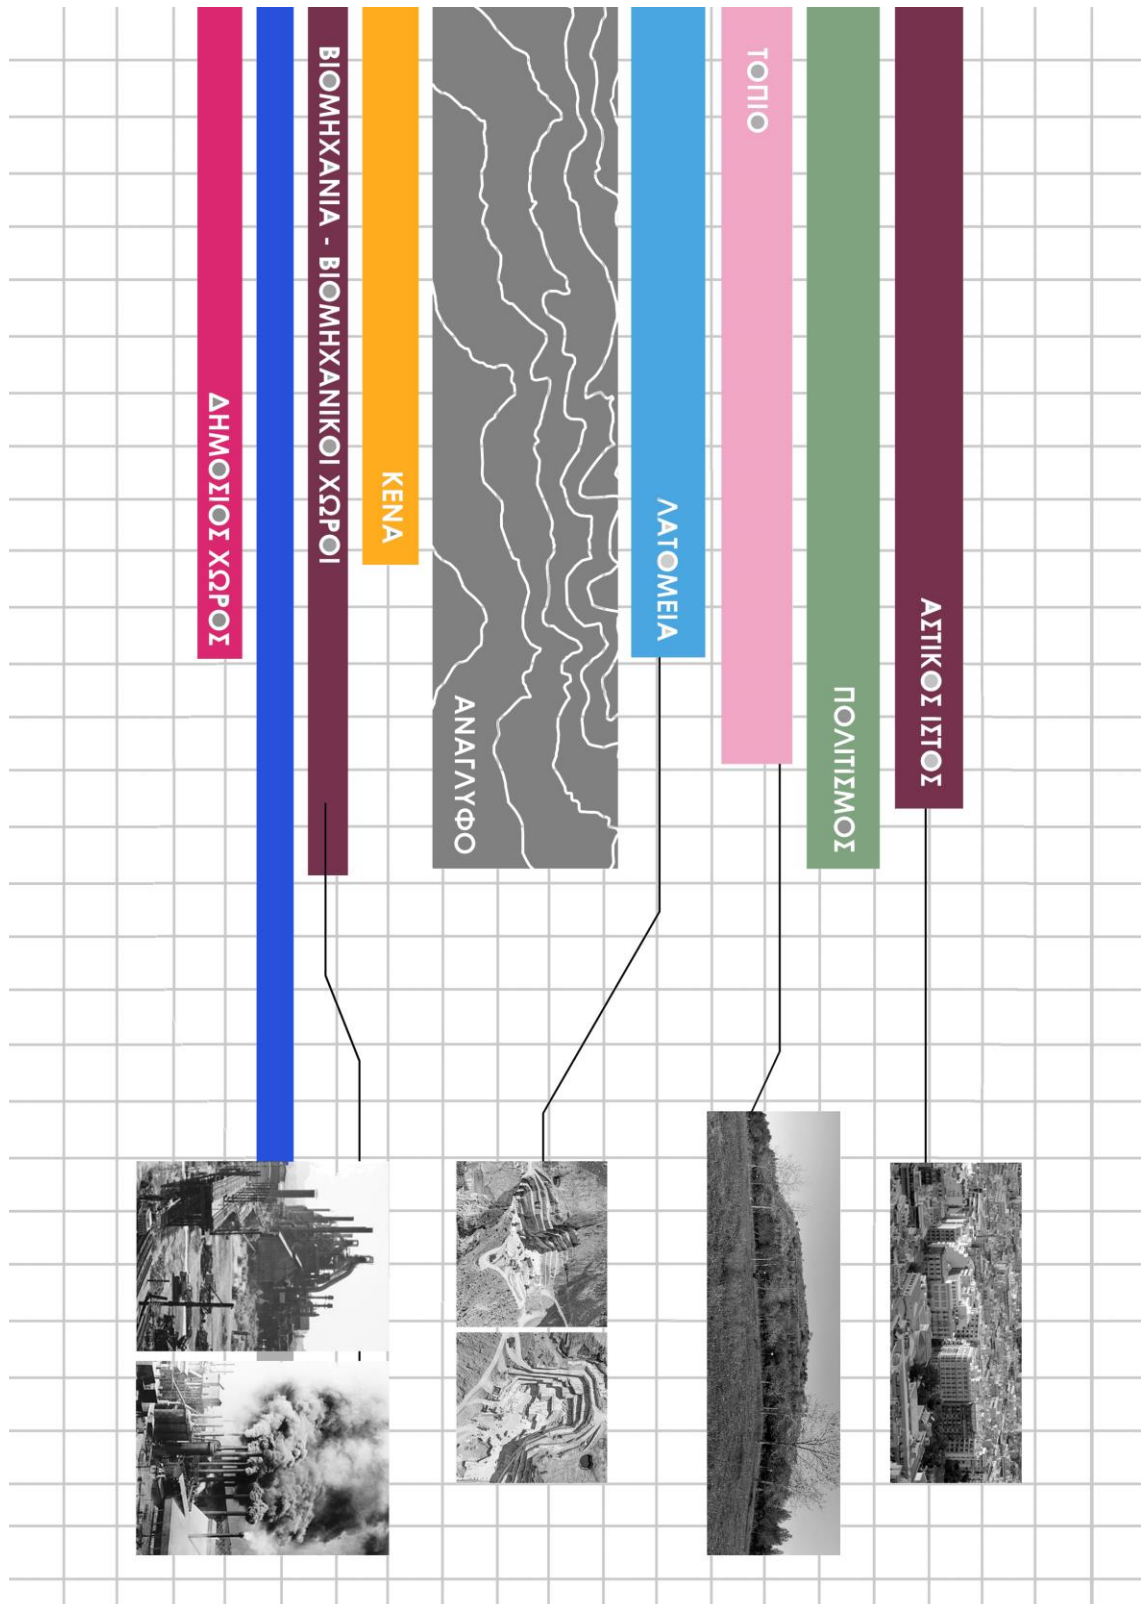 ΑΣΤΙΚΟΣ ΙΣΤΟΣ
ΠΟΛΙΤΙΣΜΟΣ
ΤΟΠΙΟ
ΛΑΤΟΜΕΙΑ
ΑΝΑΓΛΥΦΟ
ΚΕΝΑ
ΒΙΟΜΗΧΑΝΙΑ - ΒΙΟΜΗΧΑΝΙΚΟΙ ΧΩΡΟΙ
ΔΗΜΟΣΙΟΣ ΧΩΡΟΣ